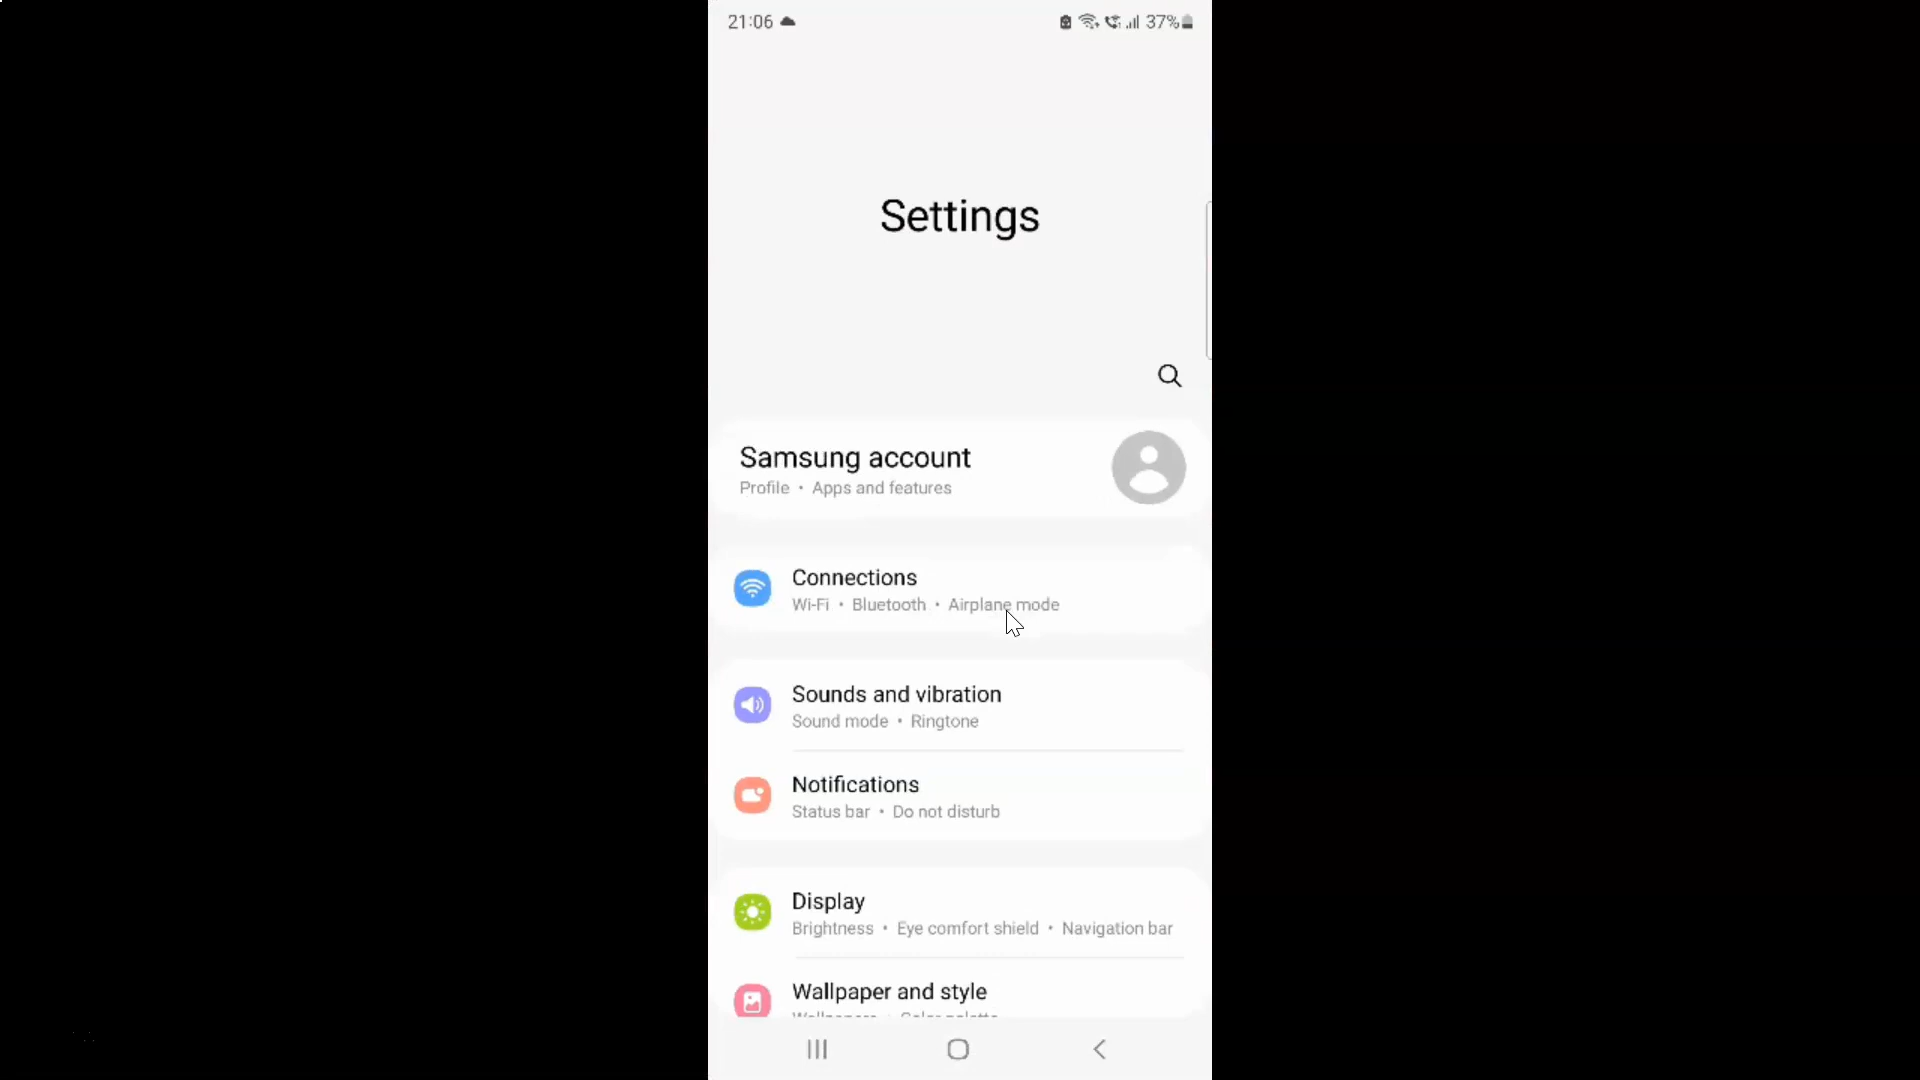 21:06 37%
Settings
Samsung account
Profile • Apps and features
Connections
Wi-Fi • Bluetooth • Airplane mode
Sounds and vibration
Sound mode • Ringtone
Notifications
Status bar • Do not disturb
Display
Brightness • Eye comfort shield • Navigation bar
Wallpaper and style